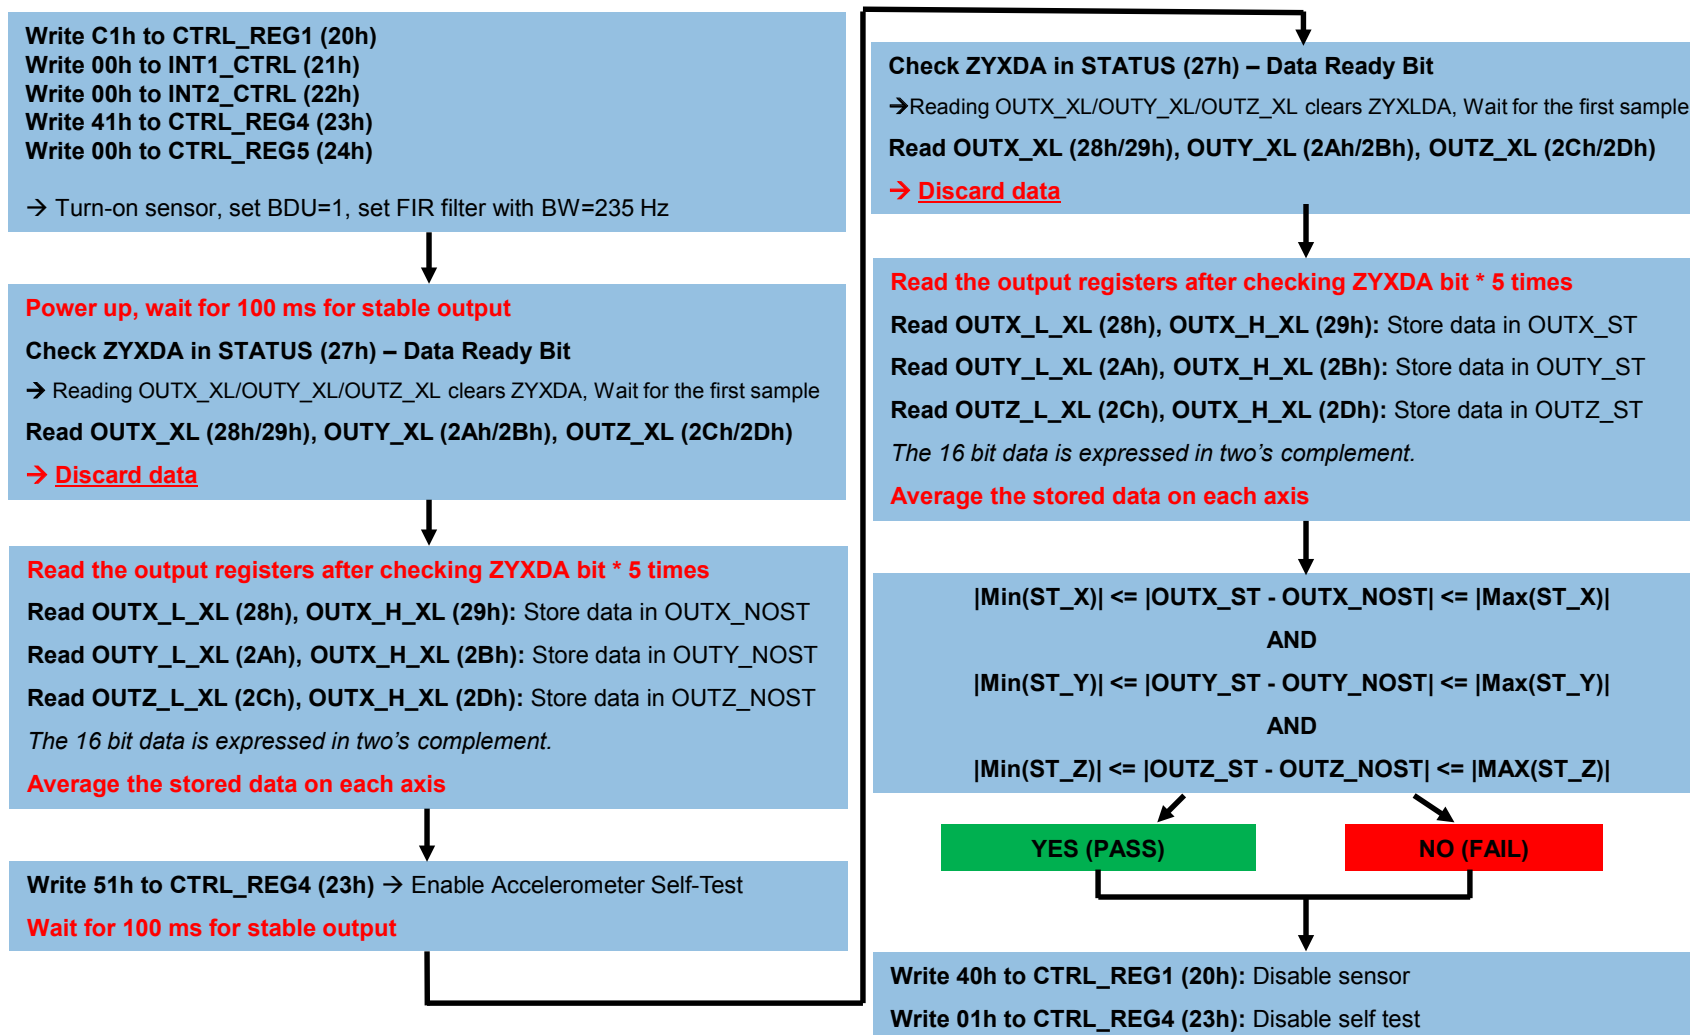 Write C1h to CTRL_REG1 (20h)
Write 00h to INT1_CTRL (21h)
Write 00h to INT2_CTRL (22h)
Write 41h to CTRL_REG4 (23h)
Write 00h to CTRL_REG5 (24h)
→ Turn-on sensor, set BDU=1, set FIR filter with BW=235 Hz
Power up, wait for 100 ms for stable output
Check ZYXDA in STATUS (27h) – Data Ready Bit
→ Reading OUTX_XL/OUTY_XL/OUTZ_XL clears ZYXDA, Wait for the first sample
Read OUTX_XL (28h/29h), OUTY_XL (2Ah/2Bh), OUTZ_XL (2Ch/2Dh)
→ Discard data
Read the output registers after checking ZYXDA bit * 5 times
Read OUTX_L_XL (28h), OUTX_H_XL (29h): Store data in OUTX_NOST
Read OUTY_L_XL (2Ah), OUTX_H_XL (2Bh): Store data in OUTY_NOST
Read OUTZ_L_XL (2Ch), OUTX_H_XL (2Dh): Store data in OUTZ_NOST
The 16 bit data is expressed in two's complement.
Average the stored data on each axis
Write 51h to CTRL_REG4 (23h) → Enable Accelerometer Self-Test
Wait for 100 ms for stable output
Check ZYXDA in STATUS (27h) – Data Ready Bit
→Reading OUTX_XL/OUTY_XL/OUTZ_XL clears ZYXLDA, Wait for the first sample
Read OUTX_XL (28h/29h), OUTY_XL (2Ah/2Bh), OUTZ_XL (2Ch/2Dh)
→ Discard data
Read the output registers after checking ZYXDA bit * 5 times
Read OUTX_L_XL (28h), OUTX_H_XL (29h): Store data in OUTX_ST
Read OUTY_L_XL (2Ah), OUTX_H_XL (2Bh): Store data in OUTY_ST
Read OUTZ_L_XL (2Ch), OUTX_H_XL (2Dh): Store data in OUTZ_ST
The 16 bit data is expressed in two's complement.
Average the stored data on each axis
|Min(ST_X)| <= |OUTX_ST - OUTX_NOST| <= |Max(ST_X)|
AND
|Min(ST_Y)| <= |OUTY_ST - OUTY_NOST| <= |Max(ST_Y)|
AND
|Min(ST_Z)| <= |OUTZ_ST - OUTZ_NOST| <= |MAX(ST_Z)|
YES (PASS)
NO (FAIL)
Write 40h to CTRL_REG1 (20h): Disable sensor
Write 01h to CTRL_REG4 (23h): Disable self test